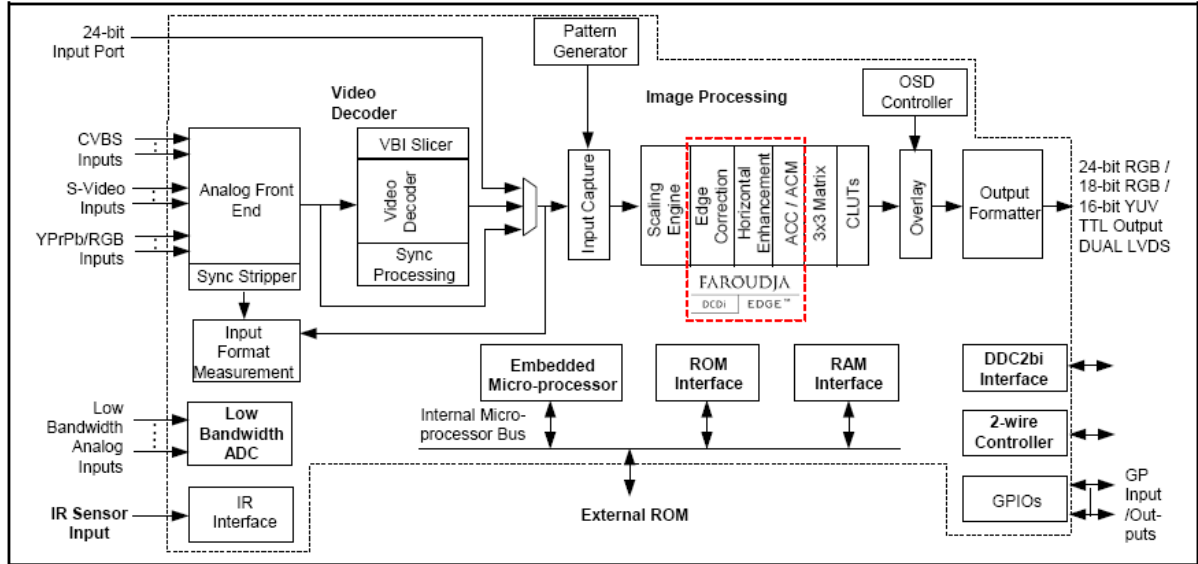 24-bit
Input Port
Pattern
Generator
OSD
Controller
Video
Decoder
Image Processing
CVBS
Inputs
S-Video
Inputs
YPrPb/RGB
Inputs
Analog Front
End
Sync Stripper
VBI Slicer
Video
Decoder
Sync
Processing
Input Capture
Scaling
Engine
Edge
Correction
Horizontal
Enhancement
ACC / ACM
3x3 Matrix
CLUTs
FAROUDJA
DCDi EDGE™
Overlay
Output
Formatter
24-bit RGB /
18-bit RGB /
16-bit YUV
TTL Output
DUAL LVDS
Input
Format
Measurement
Embedded
Micro-processor
ROM
Interface
RAM
Interface
DDC2bi
Interface
Low
Bandwidth
Analog
Inputs
Low
Bandwidth
ADC
Internal Micro-
processor Bus
2-wire
Controller
IR Sensor
Input
IR
Interface
External ROM
GPIOs
GP
Input
/Out-
puts